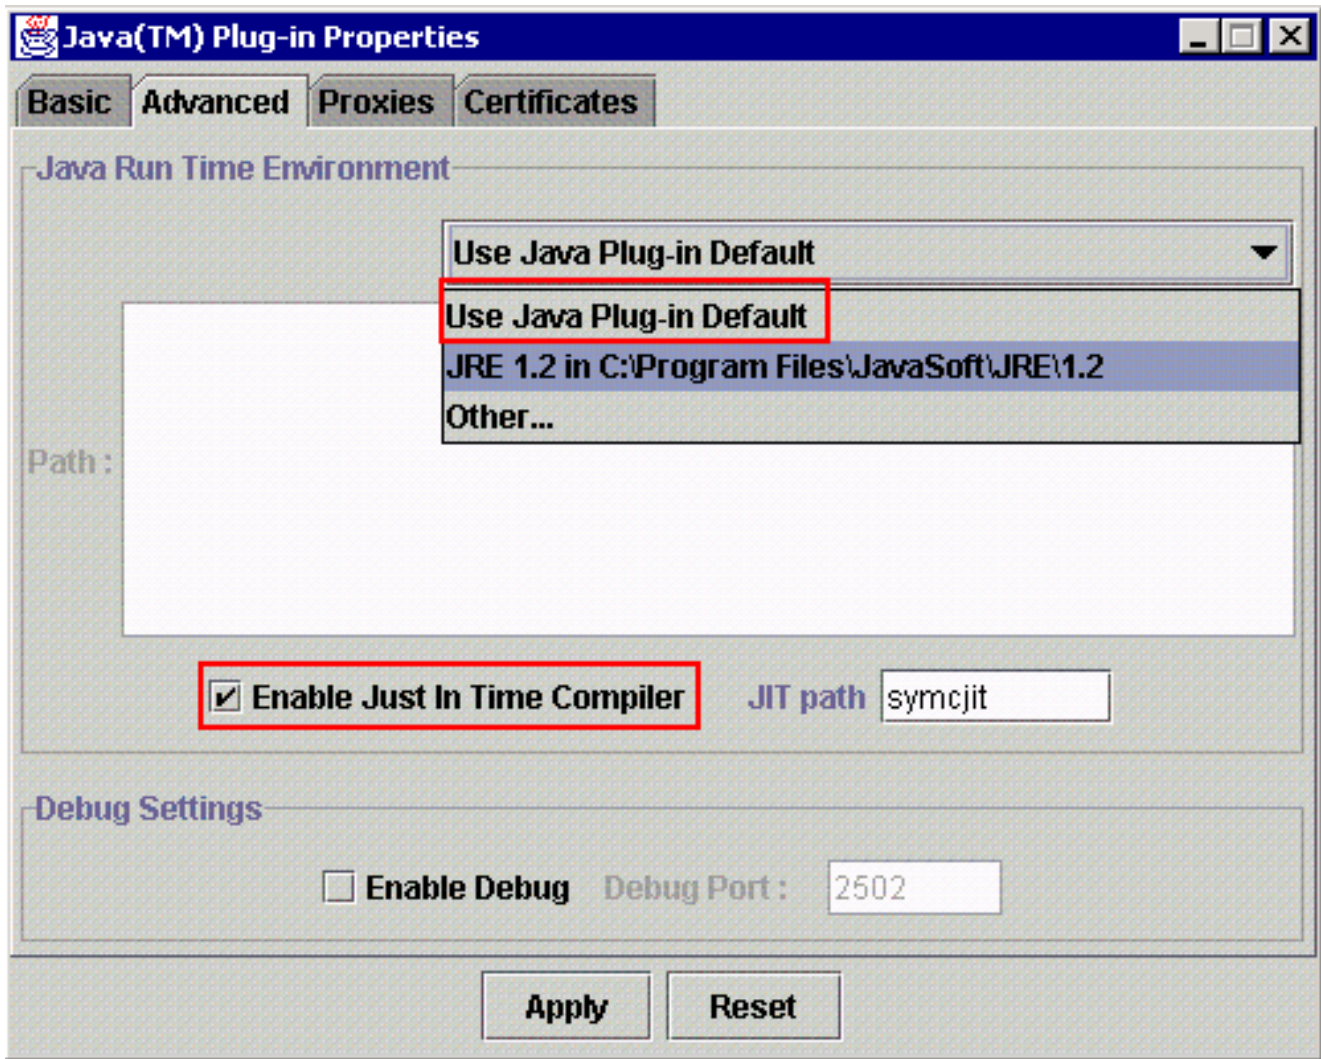 Java(TM) Plug-in Properties
Basic Advanced Proxies Certificates
Java Run Time Environment
Use Java Plug-in Default
Use Java Plug-in Default
JRE 1.2 in C:\Program Files\JavaSoft\JRE\1.2
Other...
Path :
Enable Just In Time Compiler JIT path symcjit
Debug Settings
Enable Debug Debug Port : 2502
Apply Reset